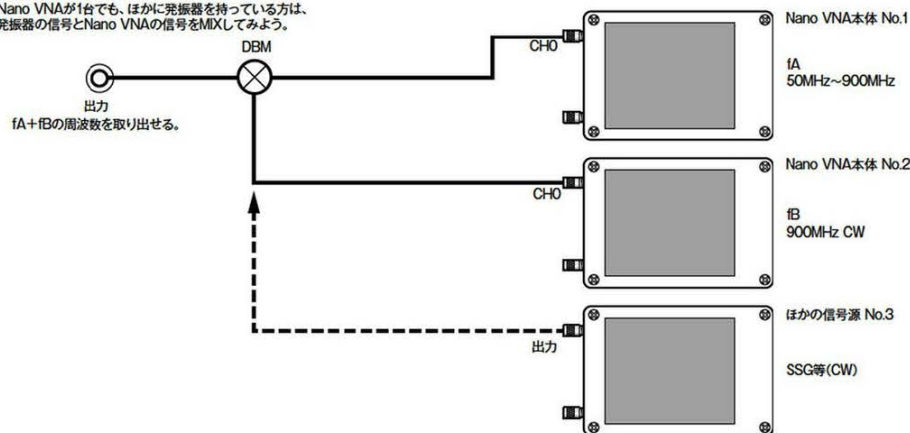 Nano VNAが1台でも、ほかに発振器を持っている方は、
発振器の信号とNano VNAの信号をMIXしてみよう。
DBM
出力
fA+fBの周波数を取り出せる。
CH0
Nano VNA本体 No.1
fA
50MHz～900MHz
CH0
Nano VNA本体 No.2
fB
900MHz CW
出力
ほかの信号源 No.3
SSG等(CW)